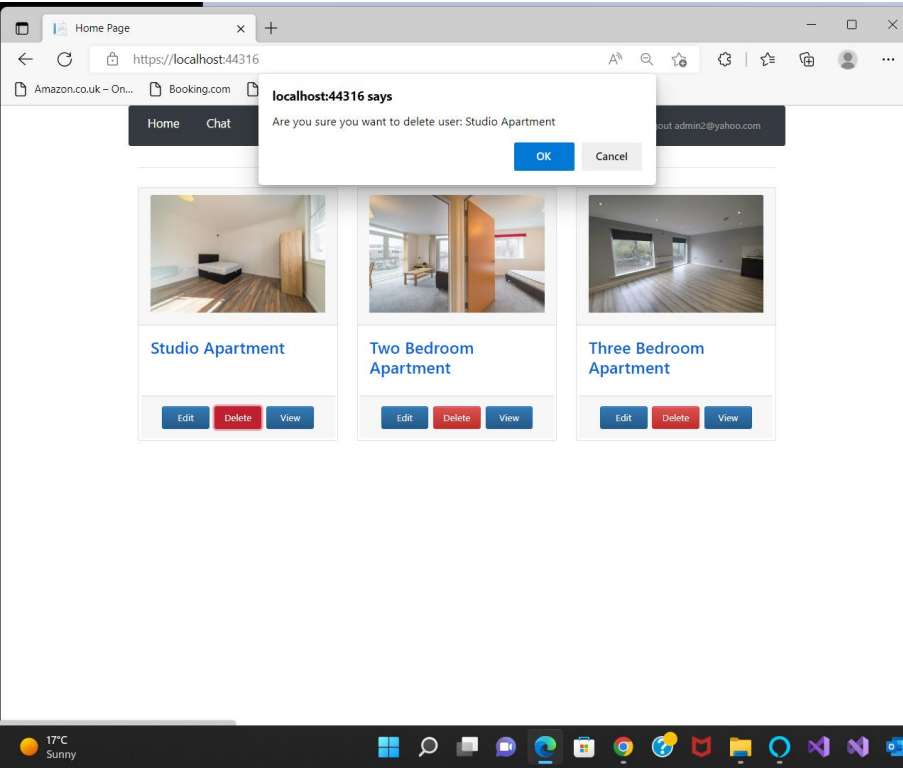 Home Page
https://localhost:44316
Amazon.co.uk – On...
Booking.com
localhost:44316 says
Are you sure you want to delete user: Studio Apartment
OK
Cancel
Home
Chat
out admin2@yahoo.com
Studio Apartment
Two Bedroom
Apartment
Three Bedroom
Apartment
Edit
Delete
View
Edit
Delete
View
Edit
Delete
View
17°C
Sunny